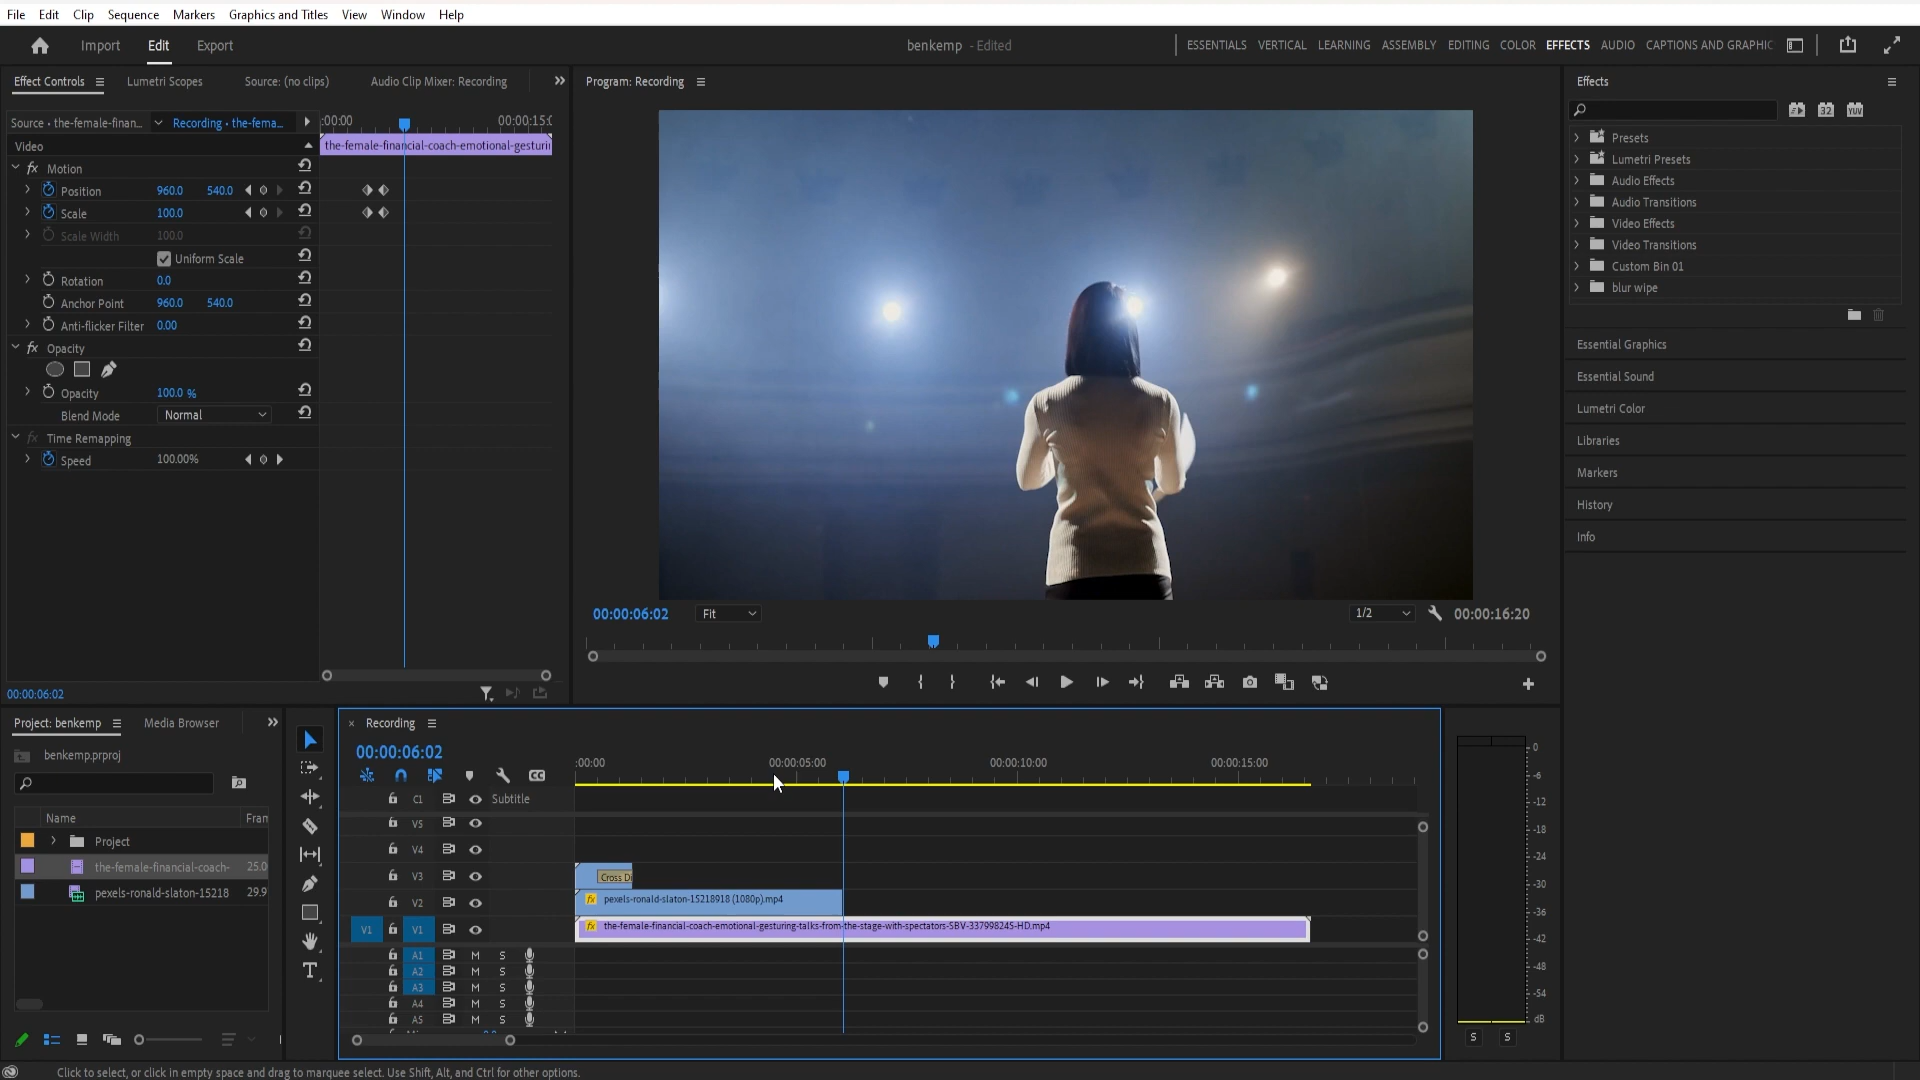 File Edit Clip Sequence Markers Graphics and Titles View Window Help
Import Edit Export
benkemp - Edited
ESSENTIALS VERTICAL LEARNING ASSEMBLY EDITING COLOR EFFECTS AUDIO CAPTIONS AND GRAPHIC
Effect Controls Lumetri Scopes Source: (no clips) Audio Clip Mixer: Recording
Source • the-female-finan... Recording • the-fema...
:00:00 00:00:15:0
the-female-financial-coach-emotional-gesturin
Video
Motion
Position 960.0 540.0
Scale 100.0
Scale Width 100.0
Uniform Scale
Rotation 0.0
Anchor Point 960.0 540.0
Anti-flicker Filter 0.00
Opacity
Opacity 100.0 %
Blend Mode Normal
Time Remapping
Speed 100.00%
00:00:06:02
Program: Recording
00:00:06:02 Fit 1/2 00:00:16:20
Effects
32 YUV
Presets
Lumetri Presets
Audio Effects
Audio Transitions
Video Effects
Video Transitions
Custom Bin 01
blur wipe
Essential Graphics
Essential Sound
Lumetri Color
Libraries
Markers
History
Info
Project: benkemp Media Browser
benkemp.prproj
Name Fran
Project
the-female-financial-coach- 25.0
pexels-ronald-slaton-15218 29.9
Recording
00:00:06:02
CC
:00:00 00:00:05:00 00:00:10:00 00:00:15:00
C1 Subtitle
V5
V4
V3 Cross Di
V2 fx pexels-ronald-slaton-15218918 (1080p).mp4
V1 V1 fx the-female-financial-coach-emotional-gesturing-talks-from-the-stage-with-spectators-SBV-337998245-HD.mp4
A1 M S
A2 M S
A3 M S
A4 M S
A5 M S
0
-6
-12
-18
-24
-30
-36
-42
-48
-54
dB
S S
Click to select, or click in empty space and drag to marquee select. Use Shift, Alt, and Ctrl for other options.